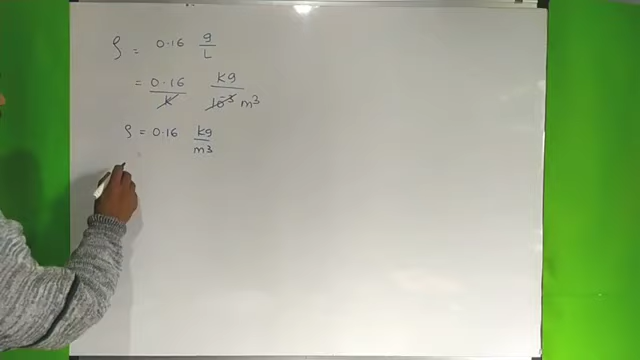 ρ = 0.16 g/L
= 0.16/k kg/10⁻³ m³
ρ = 0.16 kg/m3